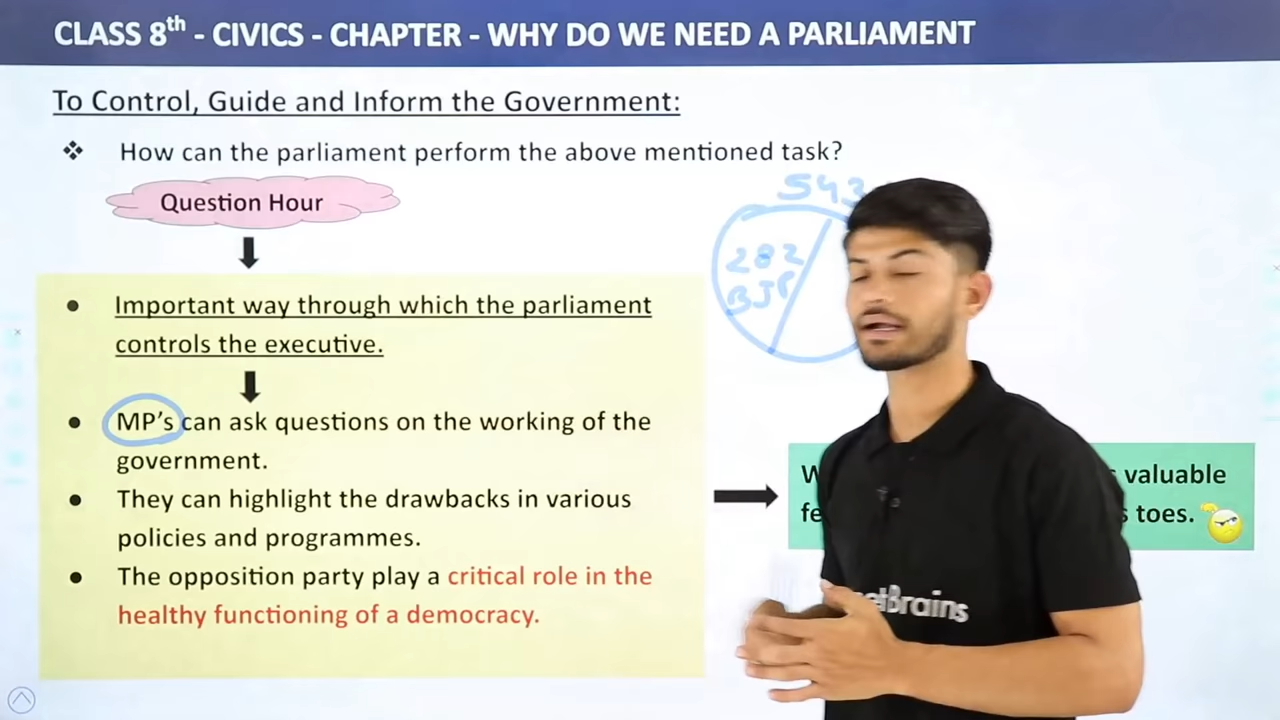 CLASS 8th - CIVICS - CHAPTER - WHY DO WE NEED A PARLIAMENT
To Control, Guide and Inform the Government:
❖ How can the parliament perform the above mentioned task?
Question Hour
543
282
BJP
• Important way through which the parliament
controls the executive.
• MP's can ask questions on the working of the
government.
• They can highlight the drawbacks in various
policies and programmes.
• The opposition party play a critical role in the
healthy functioning of a democracy.
valuable
toes.